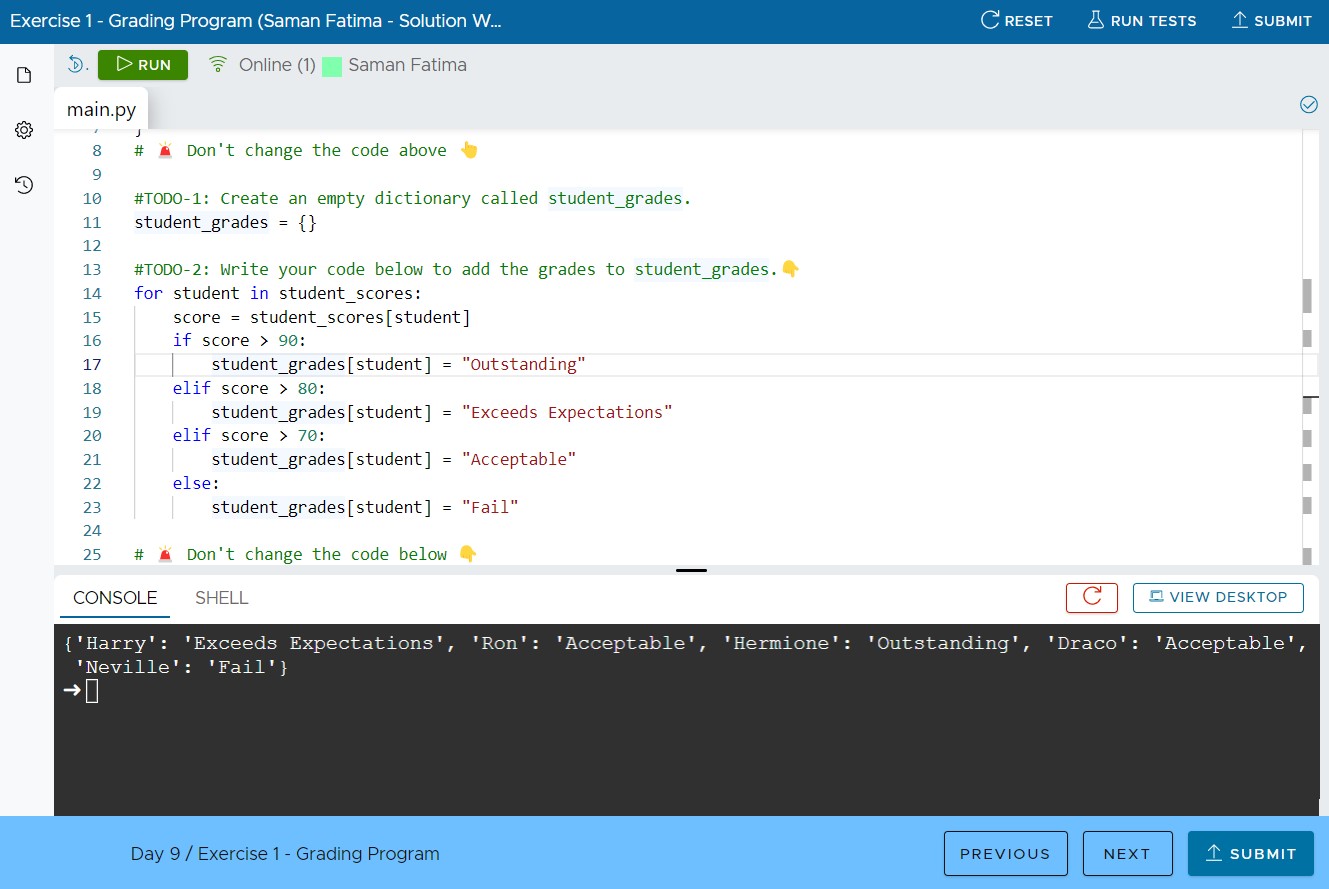 Exercise 1 - Grading Program (Saman Fatima - Solution W...
RESET
RUN TESTS
SUBMIT
RUN
Online (1)
Saman Fatima
main.py
7 }
8 # 🚨 Don't change the code above 👆
9
10 #TODO-1: Create an empty dictionary called student_grades.
11 student_grades = {}
12
13 #TODO-2: Write your code below to add the grades to student_grades.👇
14 for student in student_scores:
15     score = student_scores[student]
16     if score > 90:
17         student_grades[student] = "Outstanding"
18     elif score > 80:
19         student_grades[student] = "Exceeds Expectations"
20     elif score > 70:
21         student_grades[student] = "Acceptable"
22     else:
23         student_grades[student] = "Fail"
24
25 # 🚨 Don't change the code below 👇
CONSOLE
SHELL
VIEW DESKTOP
{'Harry': 'Exceeds Expectations', 'Ron': 'Acceptable', 'Hermione': 'Outstanding', 'Draco': 'Acceptable',
'Neville': 'Fail'}
Day 9 / Exercise 1 - Grading Program
PREVIOUS
NEXT
SUBMIT